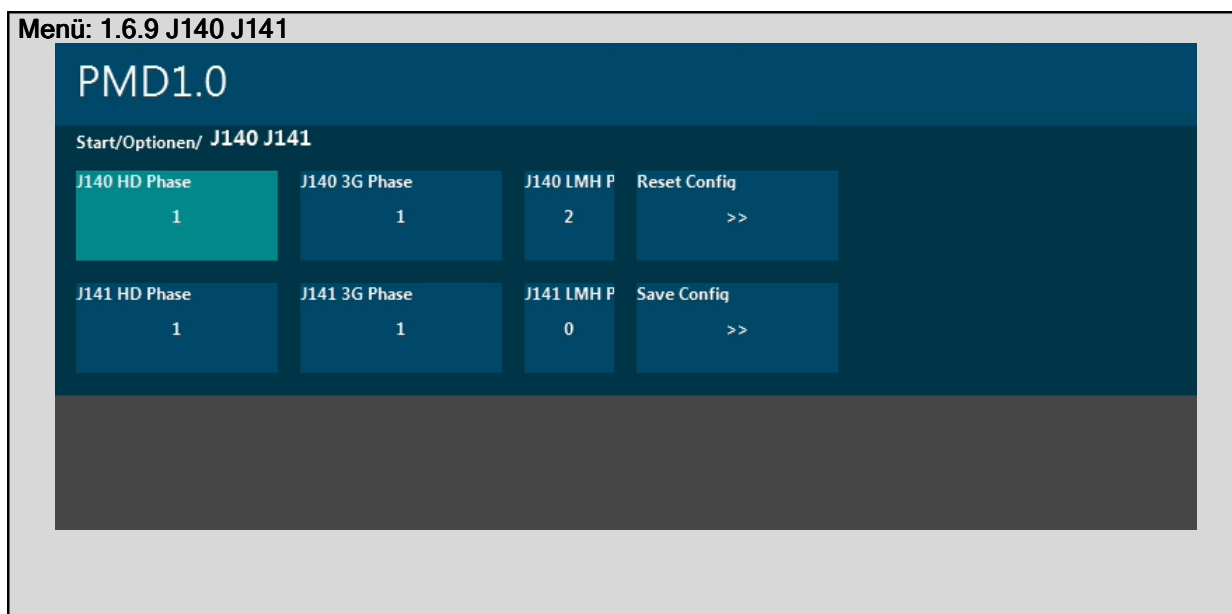 Menü: 1.6.9 J140 J141
PMD1.0
Start/Optionen/ J140 J141
J140 HD Phase J140 3G Phase J140 LMH P Reset Config
1 1 2 >>
J141 HD Phase J141 3G Phase J141 LMH P Save Config
1 1 0 >>